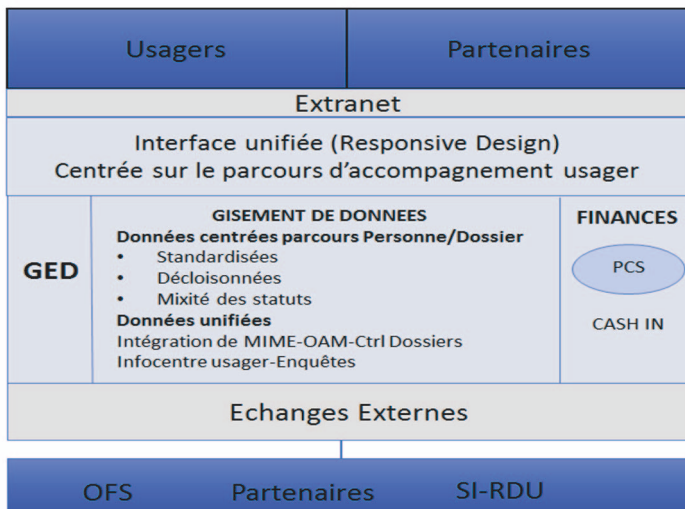 Usagers
Partenaires
Extranet
Interface unifiée (Responsive Design)
Centrée sur le parcours d'accompagnement usager
GED
GISEMENT DE DONNEES
Données centrées parcours Personne/Dossier
• Standardisées
• Décloisonnées
• Mixité des statuts
Données unifiées
Intégration de MIME-OAM-Ctrl Dossiers
Infocentre usager-Enquêtes
FINANCES
PCS
CASH IN
Echanges Externes
OFS
Partenaires
SI-RDU